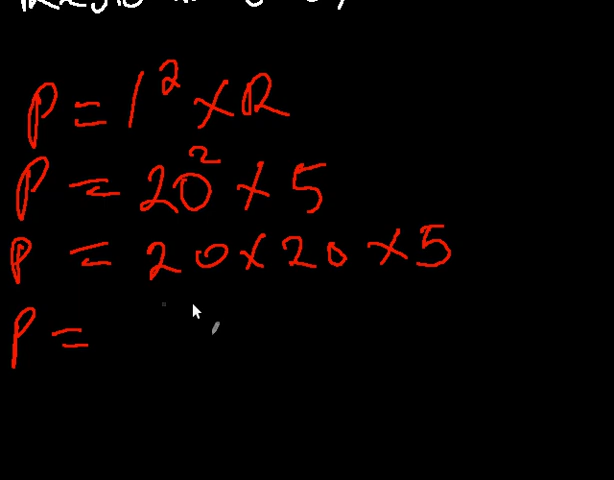 P = I² × R
P = 20² × 5
P = 20 × 20 × 5
P =